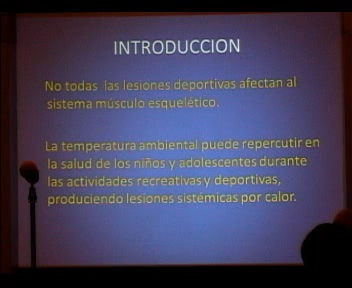 INTRODUCCION
No todas las lesiones deportivas afectan al
sistema músculo esquelético.
La temperatura ambiental puede repercutir en
la salud de los niños y adolescentes durante
las actividades recreativas y deportivas,
produciendo lesiones sistémicas por calor.